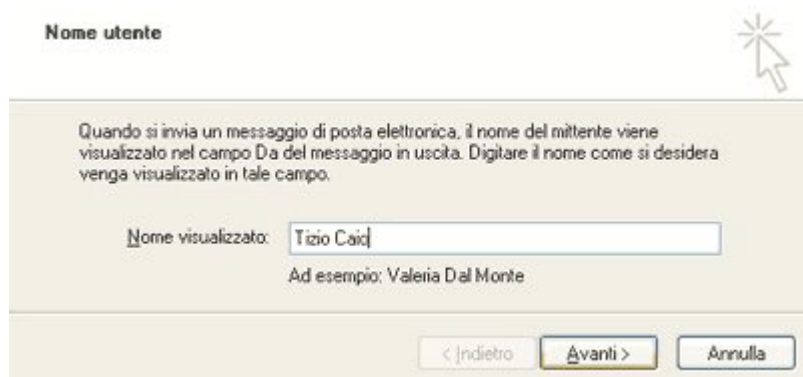 Nome utente
Quando si invia un messaggio di posta elettronica, il nome del mittente viene
visualizzato nel campo Da del messaggio in uscita. Digitare il nome come si desidera
venga visualizzato in tale campo.
Nome visualizzato: Tizio Caio
Ad esempio: Valeria Dal Monte
< Indietro Avanti > Annulla